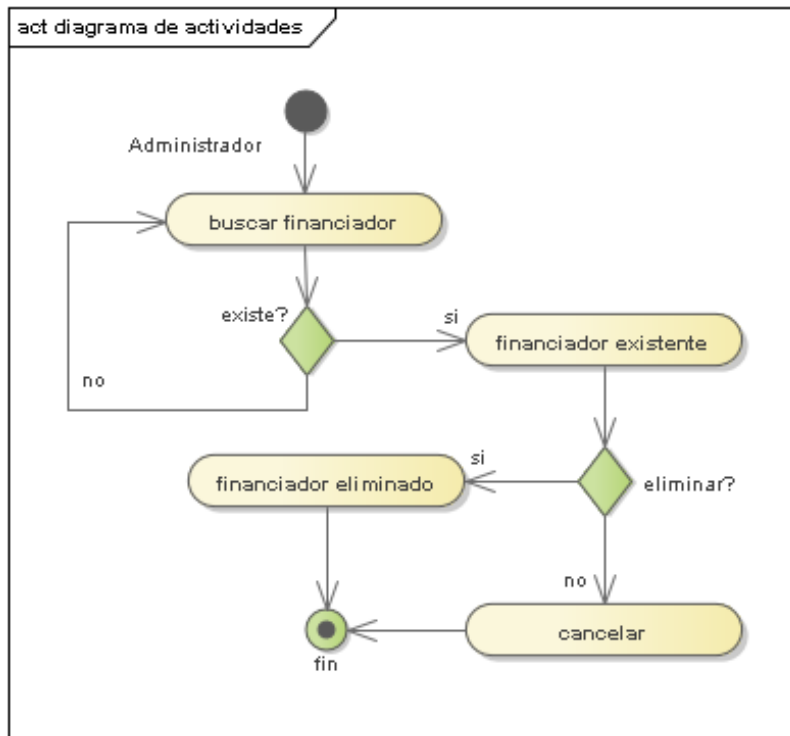 act diagrama de actividades
Administrador
buscar financiador
existe?
si
financiador existente
no
si
financiador eliminado
eliminar?
no
cancelar
fin